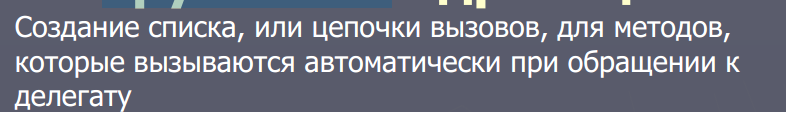 Создание списка, или цепочки вызовов, для методов,
которые вызываются автоматически при обращении к
делегату